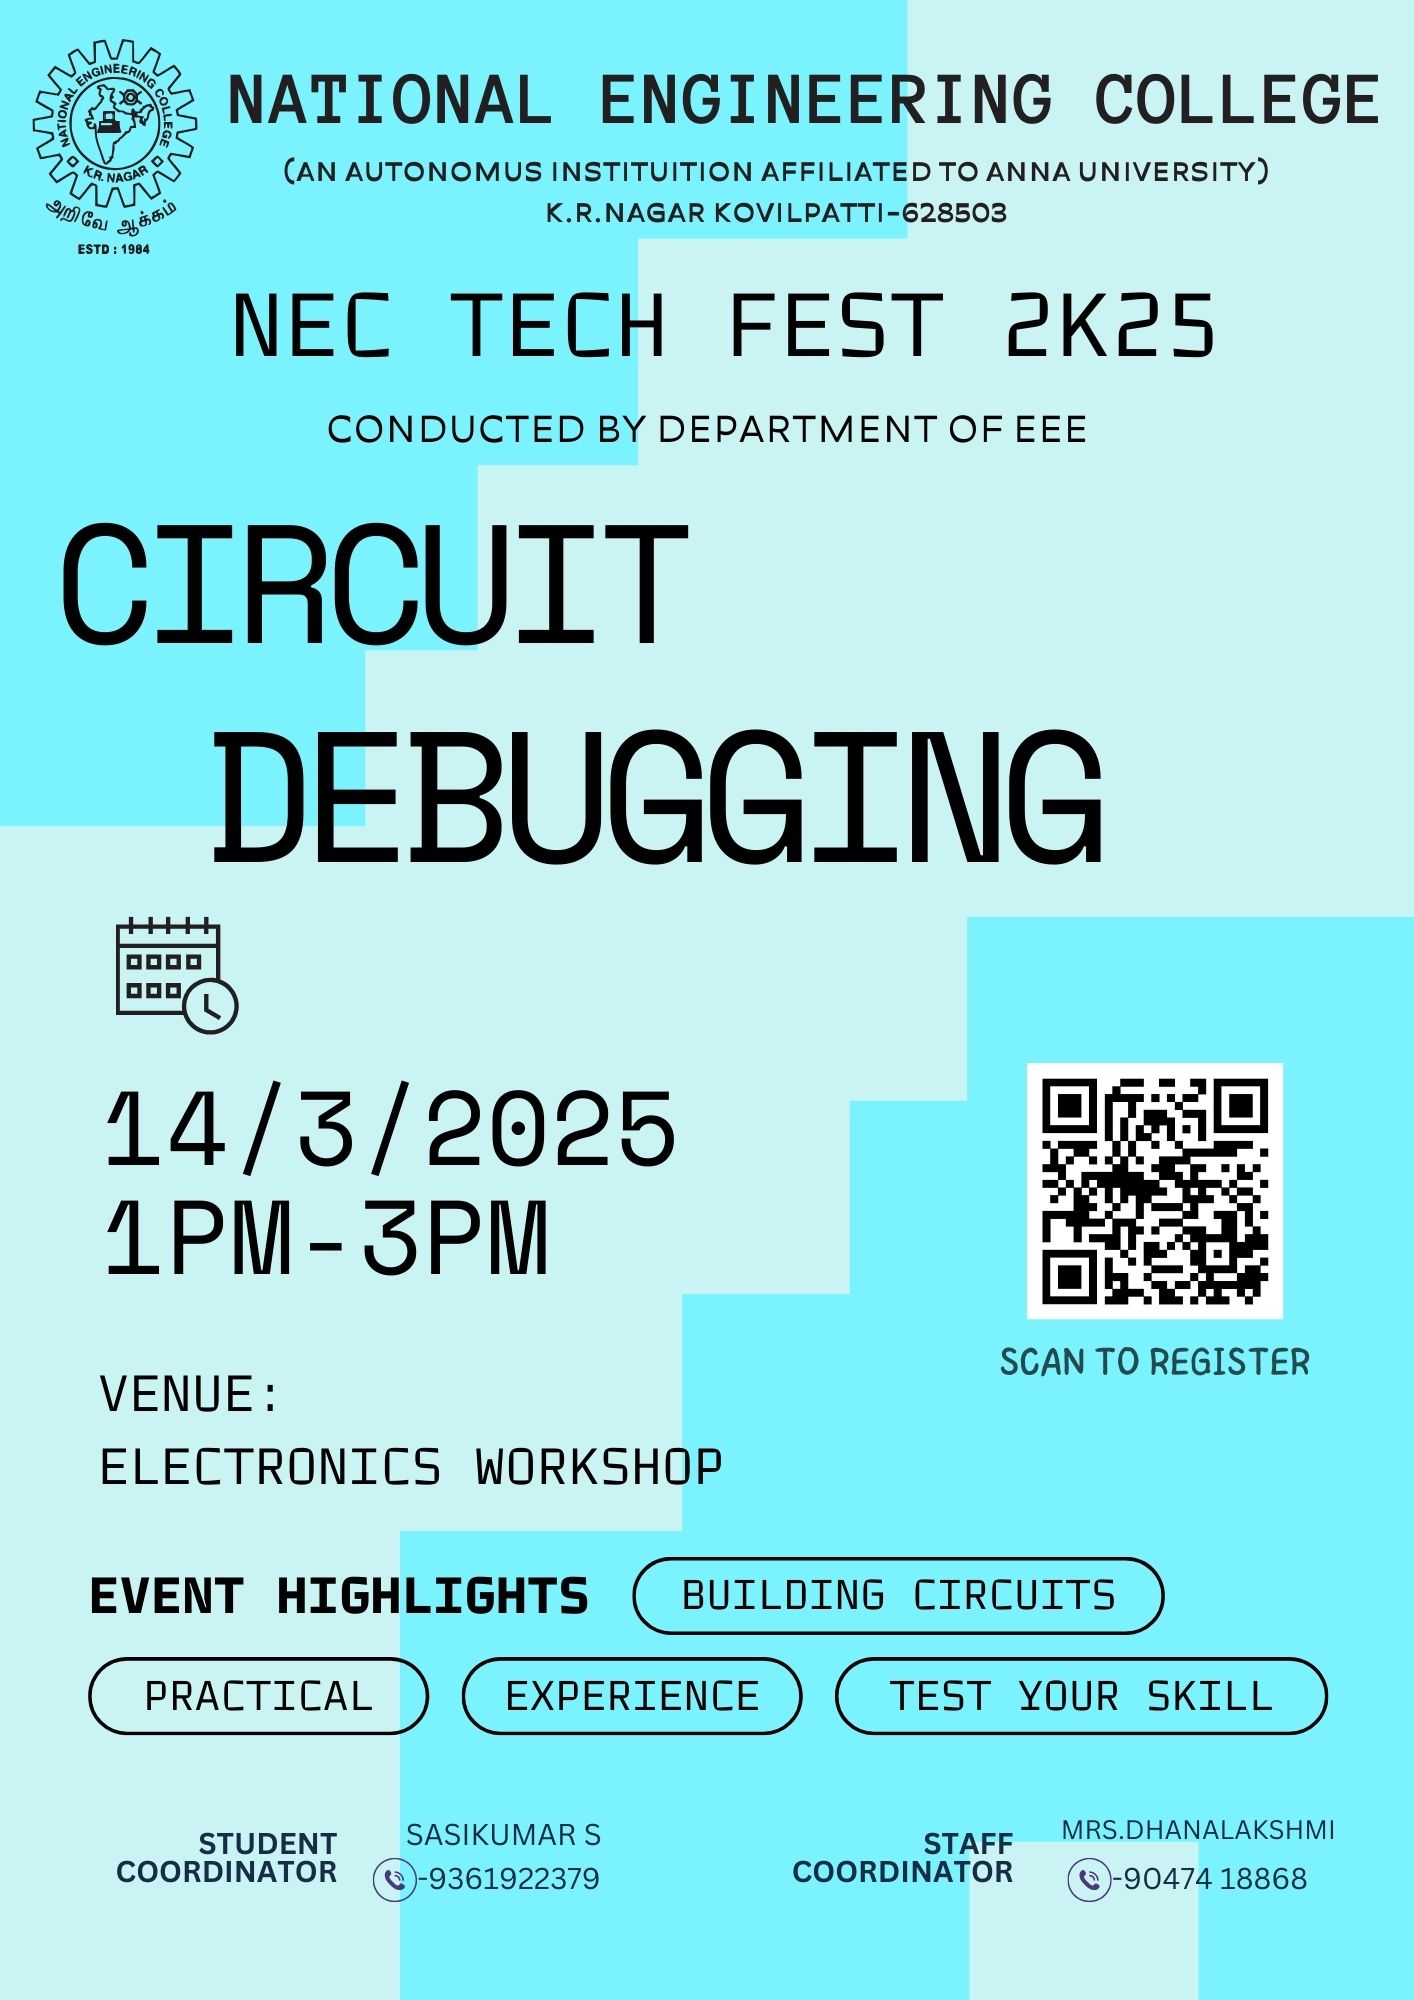 NATIONAL ENGINEERING COLLEGE
K.R. NAGAR
அறிவே ஆக்கம்
ESTD : 1984
NATIONAL ENGINEERING COLLEGE
(AN AUTONOMUS INSTITUITION AFFILIATED TO ANNA UNIVERSITY)
K.R.NAGAR KOVILPATTI-628503
NEC TECH FEST 2K25
CONDUCTED BY DEPARTMENT OF EEE
CIRCUIT
DEBUGGING
14/3/2025
1PM-3PM
SCAN TO REGISTER
VENUE:
ELECTRONICS WORKSHOP
EVENT HIGHLIGHTS BUILDING CIRCUITS
PRACTICAL EXPERIENCE TEST YOUR SKILL
STUDENT
COORDINATOR
SASIKUMAR S
-9361922379
STAFF
COORDINATOR
MRS.DHANALAKSHMI
-90474 18868